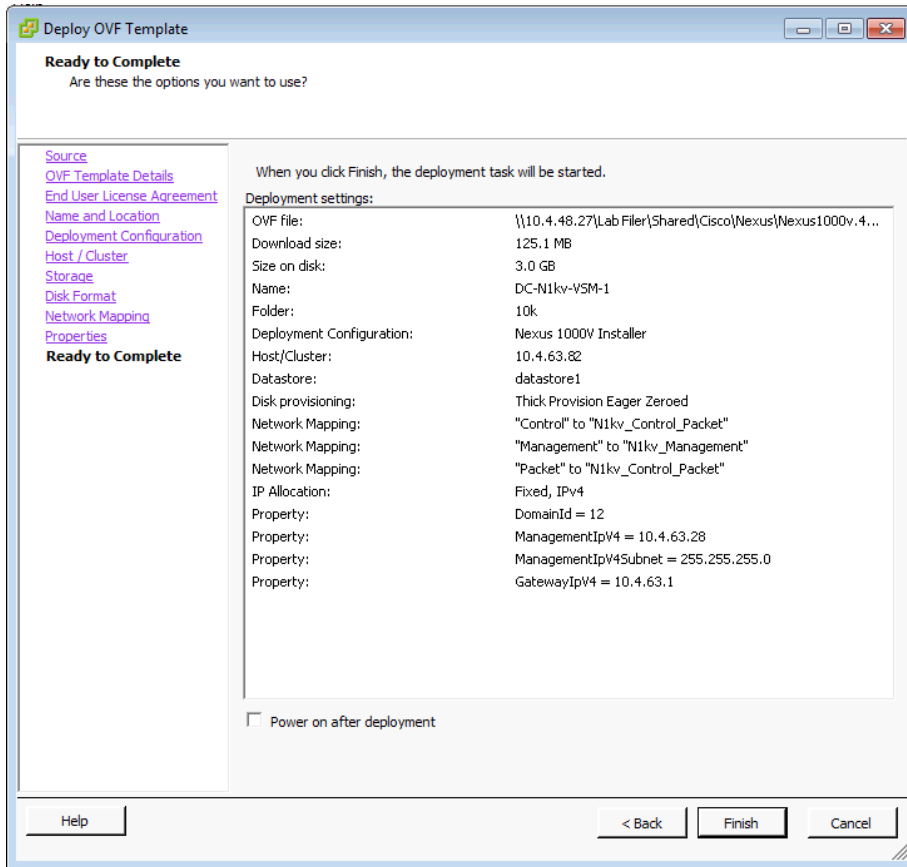 Deploy OVF Template
Ready to Complete
Are these the options you want to use?
Source
OVF Template Details
End User License Agreement
Name and Location
Deployment Configuration
Host / Cluster
Storage
Disk Format
Network Mapping
Properties
Ready to Complete
When you click Finish, the deployment task will be started.
Deployment settings:
OVF file: \\10.4.48.27\Lab Filer\Shared\Cisco\Nexus\Nexus1000v.4...
Download size: 125.1 MB
Size on disk: 3.0 GB
Name: DC-N1kv-VSM-1
Folder: 10k
Deployment Configuration: Nexus 1000V Installer
Host/Cluster: 10.4.63.82
Datastore: datastore1
Disk provisioning: Thick Provision Eager Zeroed
Network Mapping: "Control" to "N1kv_Control_Packet"
Network Mapping: "Management" to "N1kv_Management"
Network Mapping: "Packet" to "N1kv_Control_Packet"
IP Allocation: Fixed, IPv4
Property: DomainId = 12
Property: ManagementIpV4 = 10.4.63.28
Property: ManagementIpV4Subnet = 255.255.255.0
Property: GatewayIpV4 = 10.4.63.1
Power on after deployment
Help
< Back
Finish
Cancel